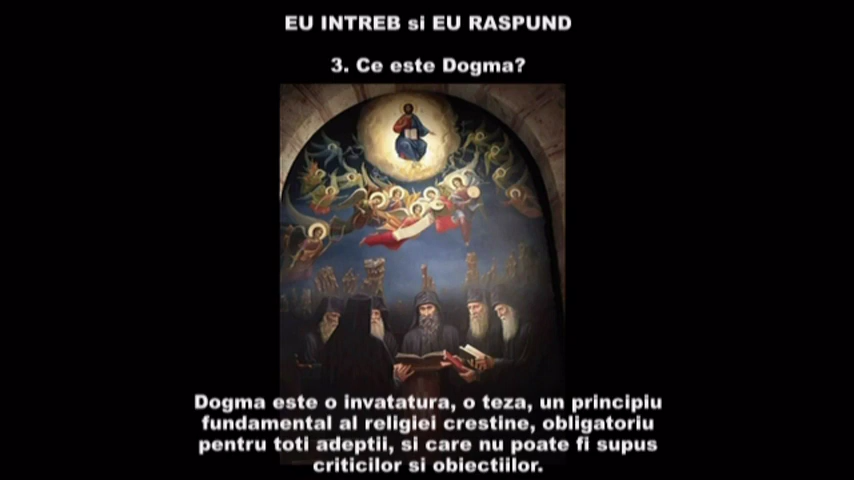 EU INTREB si EU RASPUND
3. Ce este Dogma?
Dogma este o invatatura, o teza, un principiu
fundamental al religiei crestine, obligatoriu
pentru toti adeptii, si care nu poate fi supus
criticilor si obiectiilor.